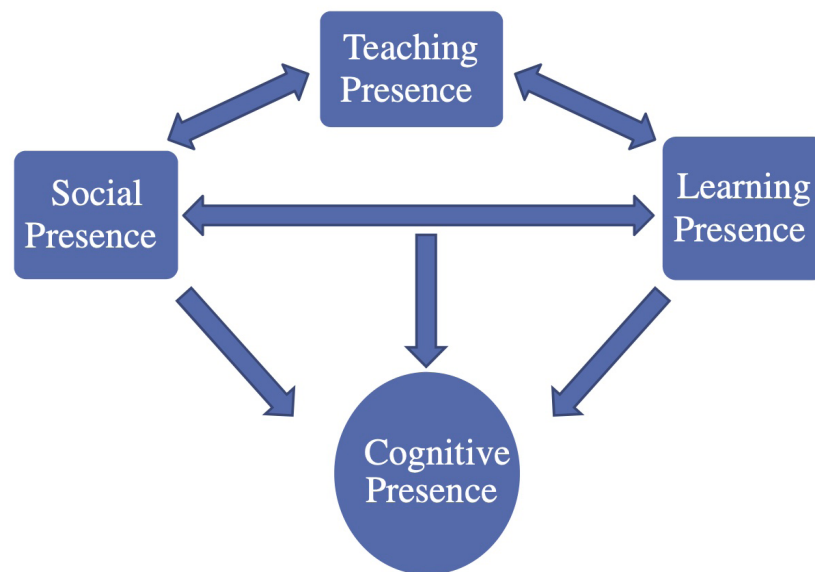 Teaching
Presence
Social
Presence
Learning
Presence
Cognitive
Presence